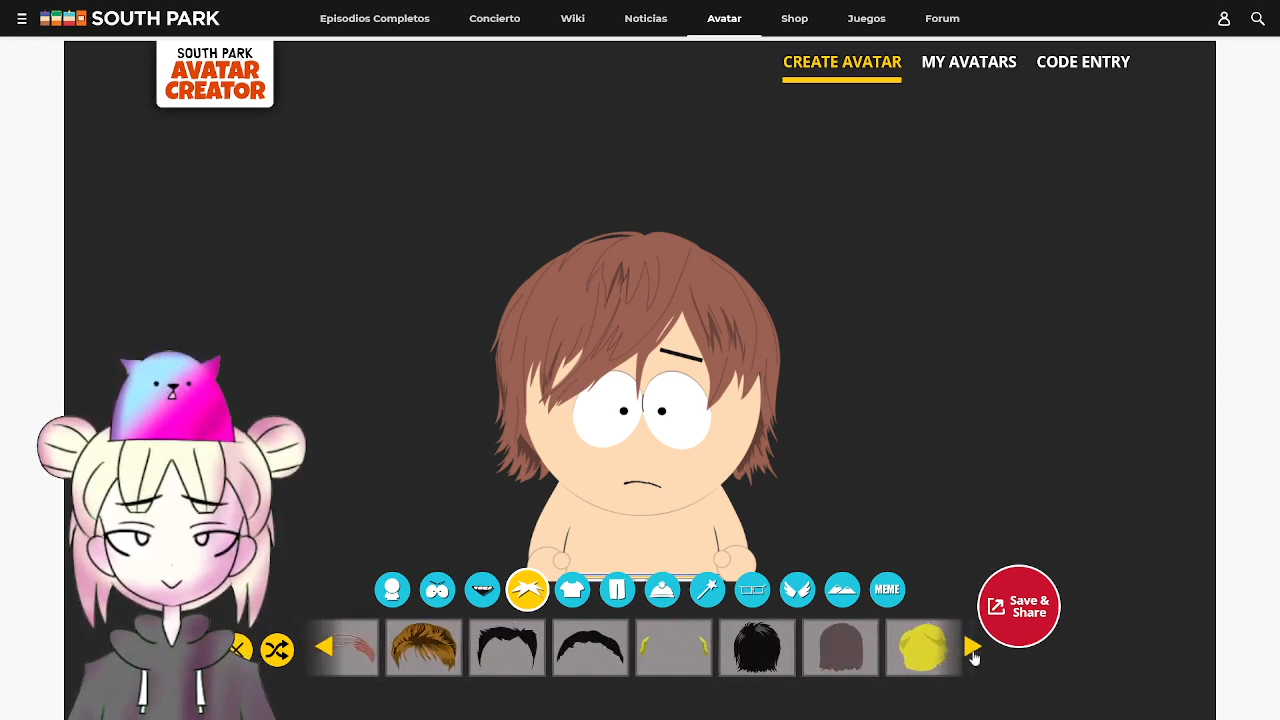 SOUTH PARK
Episodios Completos
Concierto
Wiki
Noticias
Avatar
Shop
Juegos
Forum
SOUTH PARK
AVATAR
CREATOR
CREATE AVATAR
MY AVATARS
CODE ENTRY
MEME
Save &
Share